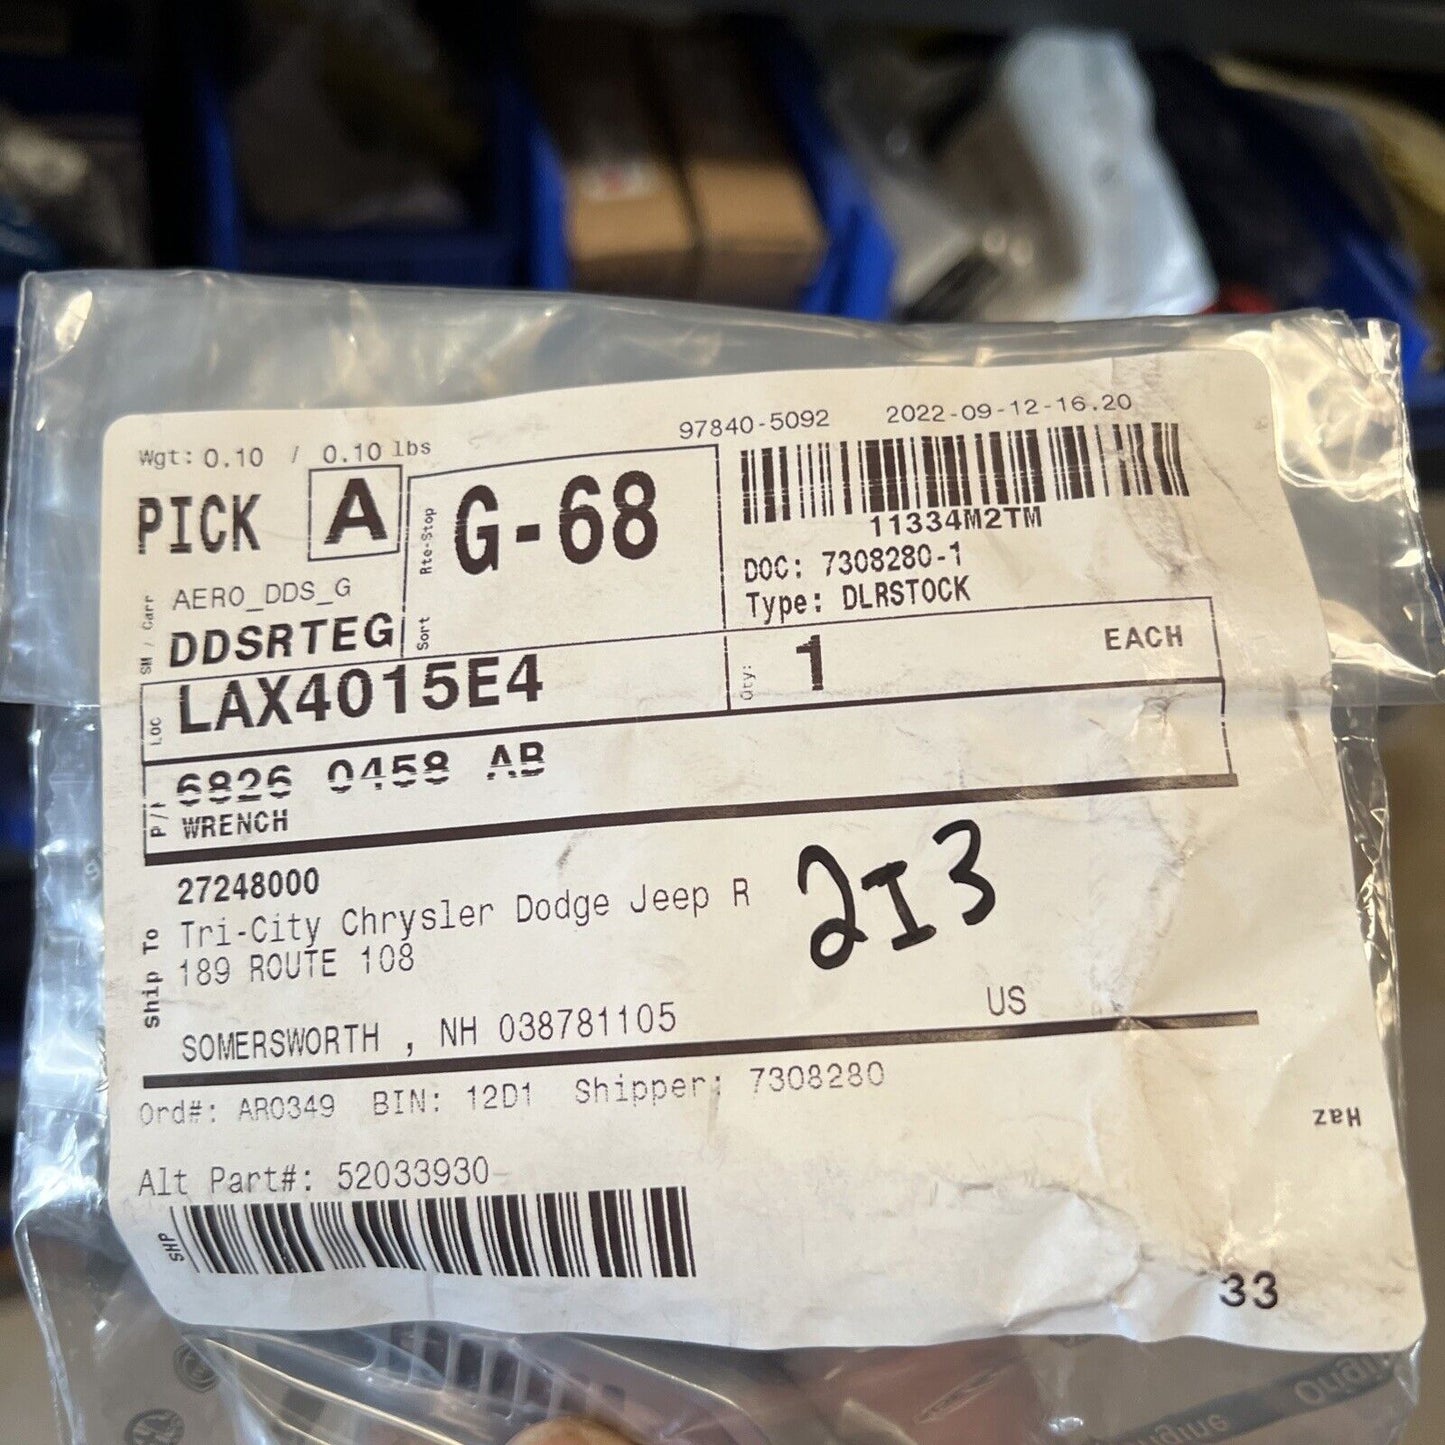 97840-5092 2022-09-12-16.20
Wgt: 0.10 / 0.10 lbs
PICK A
Rte-Stop G-68
11334M2TM
DOC: 7308280-1
Type: DLRSTOCK
SM / Carr AERO_DDS_G
DDSRTEG
Sort
LOC LAX4015E4
Qty: 1 EACH
6826 0458 AB
WRENCH
27248000
Ship To Tri-City Chrysler Dodge Jeep R
189 ROUTE 108
2I3
SOMERSWORTH , NH 038781105 US
Ord#: AR0349 BIN: 12D1 Shipper: 7308280
Haz
Alt Part#: 52033930
SHP
33